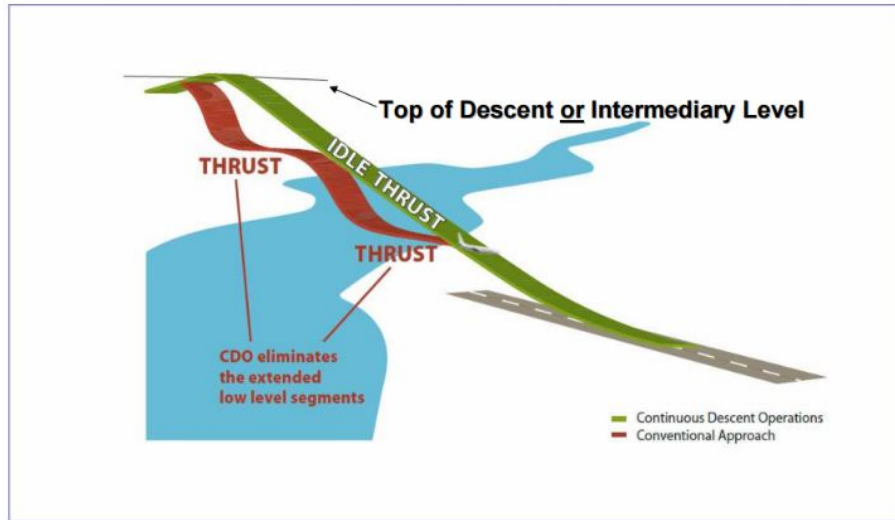 Top of Descent or Intermediary Level
IDLE THRUST
THRUST
THRUST
CDO eliminates
the extended
low level segments
Continuous Descent Operations
Conventional Approach